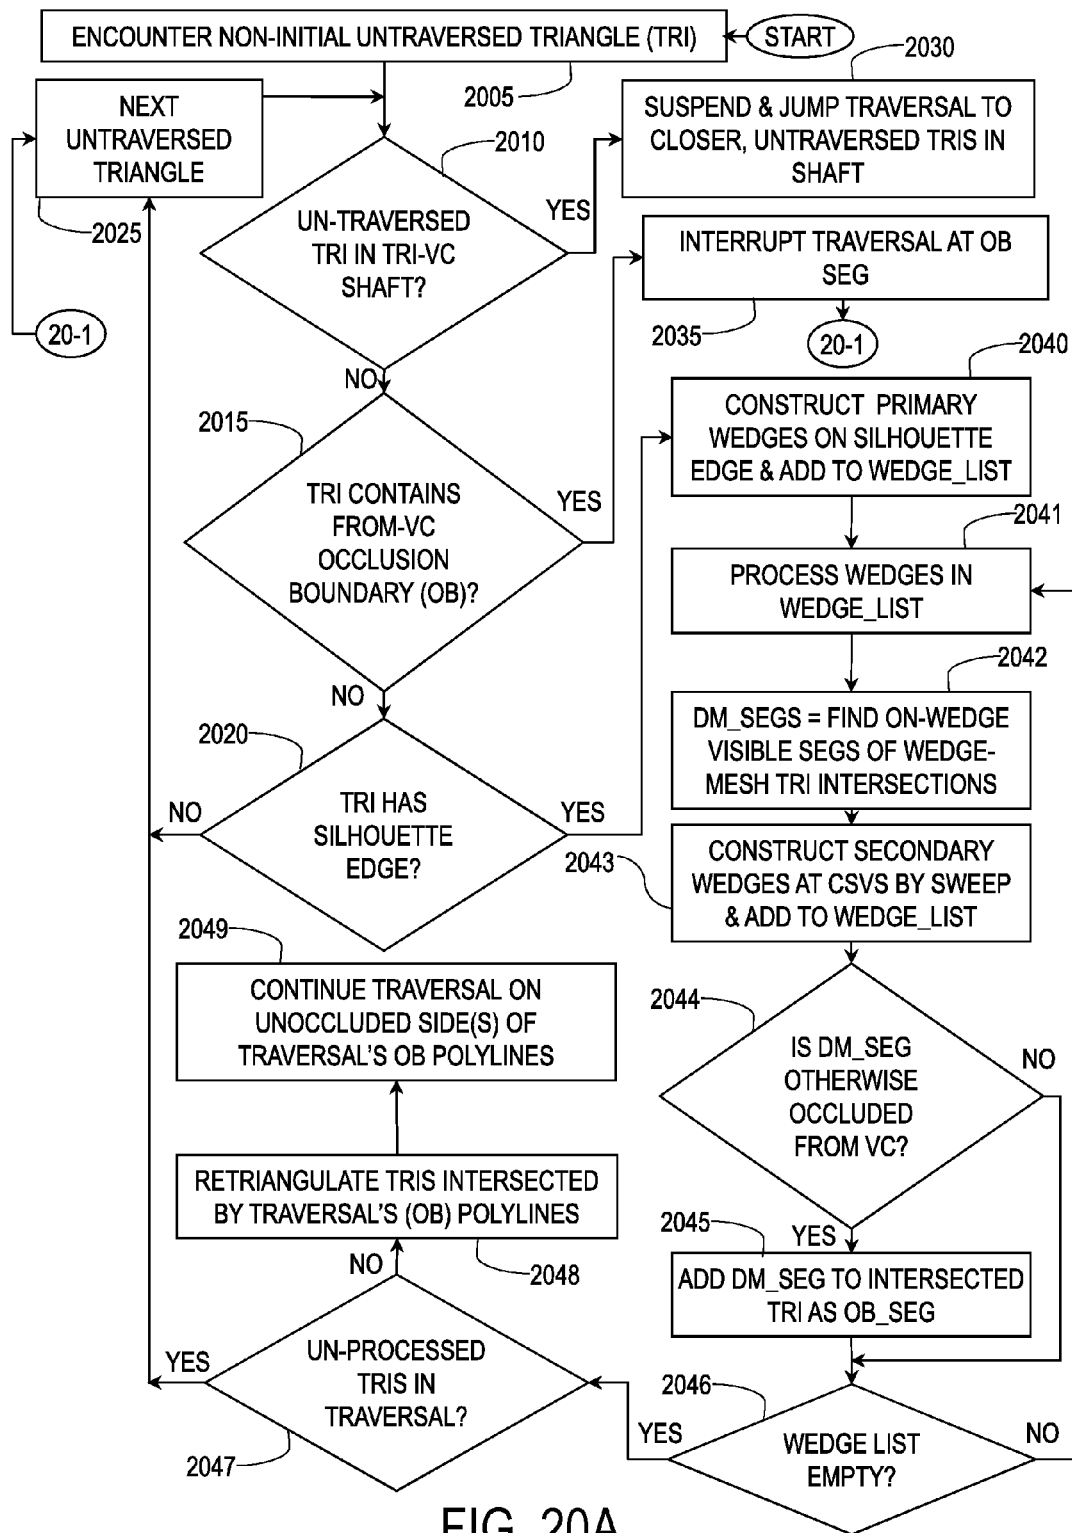 ENCOUNTER NON-INITIAL UNTRAVERSED TRIANGLE (TRI)
START
2005
2030
NEXT
UNTRAVERSED
TRIANGLE
2025
SUSPEND & JUMP TRAVERSAL TO
CLOSER, UNTRAVERSED TRIS IN
SHAFT
2010
UN-TRAVERSED
TRI IN TRI-VC
SHAFT?
YES
NO
INTERRUPT TRAVERSAL AT OB
SEG
2035
20-1
20-1
2040
CONSTRUCT PRIMARY
WEDGES ON SILHOUETTE
EDGE & ADD TO WEDGE_LIST
2015
TRI CONTAINS
FROM-VC
OCCLUSION
BOUNDARY (OB)?
YES
NO
2041
PROCESS WEDGES IN
WEDGE_LIST
2042
DM_SEGS = FIND ON-WEDGE
VISIBLE SEGS OF WEDGE-
MESH TRI INTERSECTIONS
2020
TRI HAS
SILHOUETTE
EDGE?
NO
YES
2043
CONSTRUCT SECONDARY
WEDGES AT CSVS BY SWEEP
& ADD TO WEDGE_LIST
2049
CONTINUE TRAVERSAL ON
UNOCCLUDED SIDE(S) OF
TRAVERSAL'S OB POLYLINES
2044
IS DM_SEG
OTHERWISE
OCCLUDED
FROM VC?
NO
YES
RETRIANGULATE TRIS INTERSECTED
BY TRAVERSAL'S (OB) POLYLINES
2048
2045
ADD DM_SEG TO INTERSECTED
TRI AS OB_SEG
NO
UN-PROCESSED
TRIS IN
TRAVERSAL?
YES
2047
2046
WEDGE LIST
EMPTY?
YES
NO
FIG. 20A